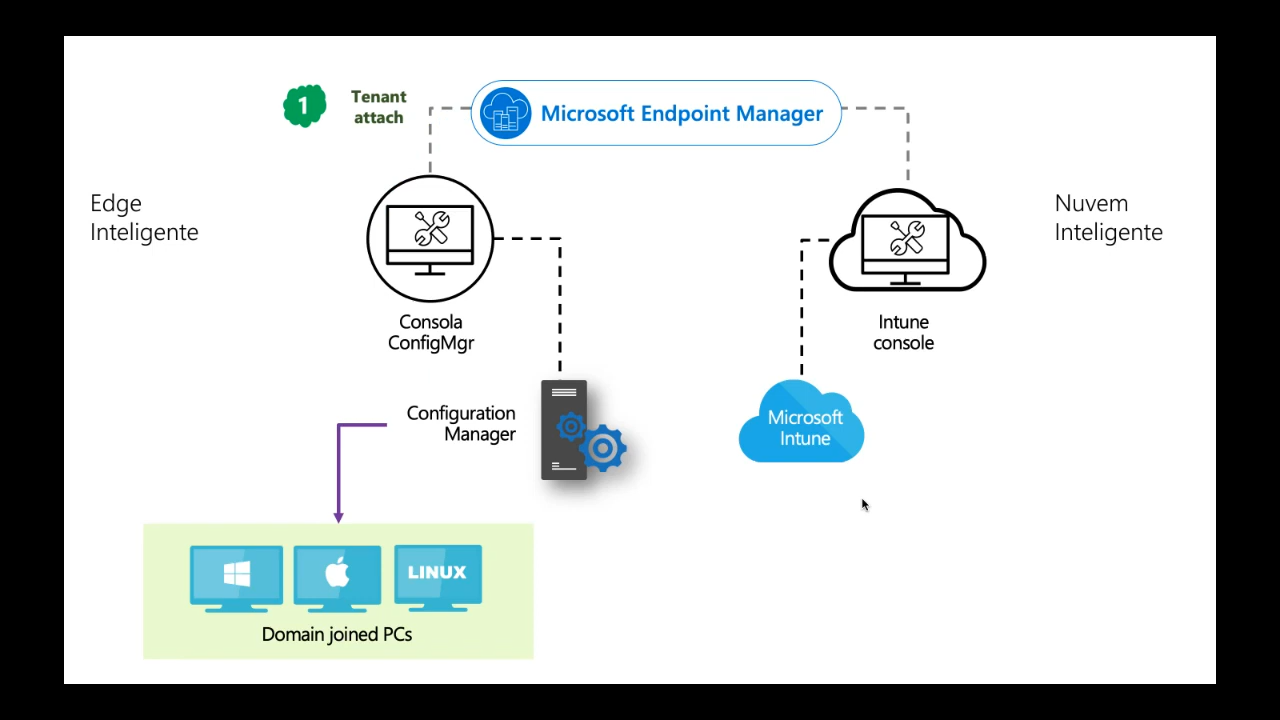 1
Tenant
attach
Microsoft Endpoint Manager
Edge
Inteligente
Nuvem
Inteligente
Consola
ConfigMgr
Intune
console
Configuration
Manager
Microsoft
Intune
LINUX
Domain joined PCs